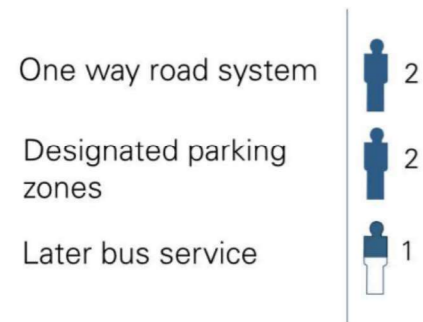 One way road system 2
Designated parking 2
zones
Later bus service 1